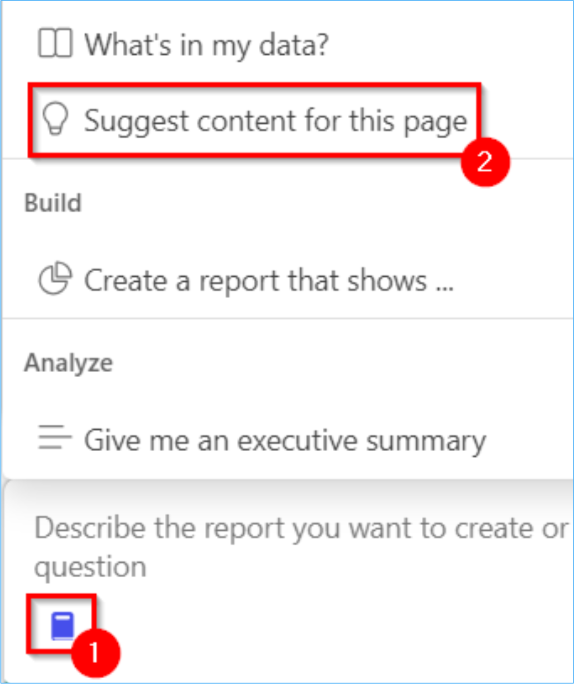 What's in my data?
Suggest content for this page
2
Build
Create a report that shows ...
Analyze
Give me an executive summary
Describe the report you want to create or
question
1